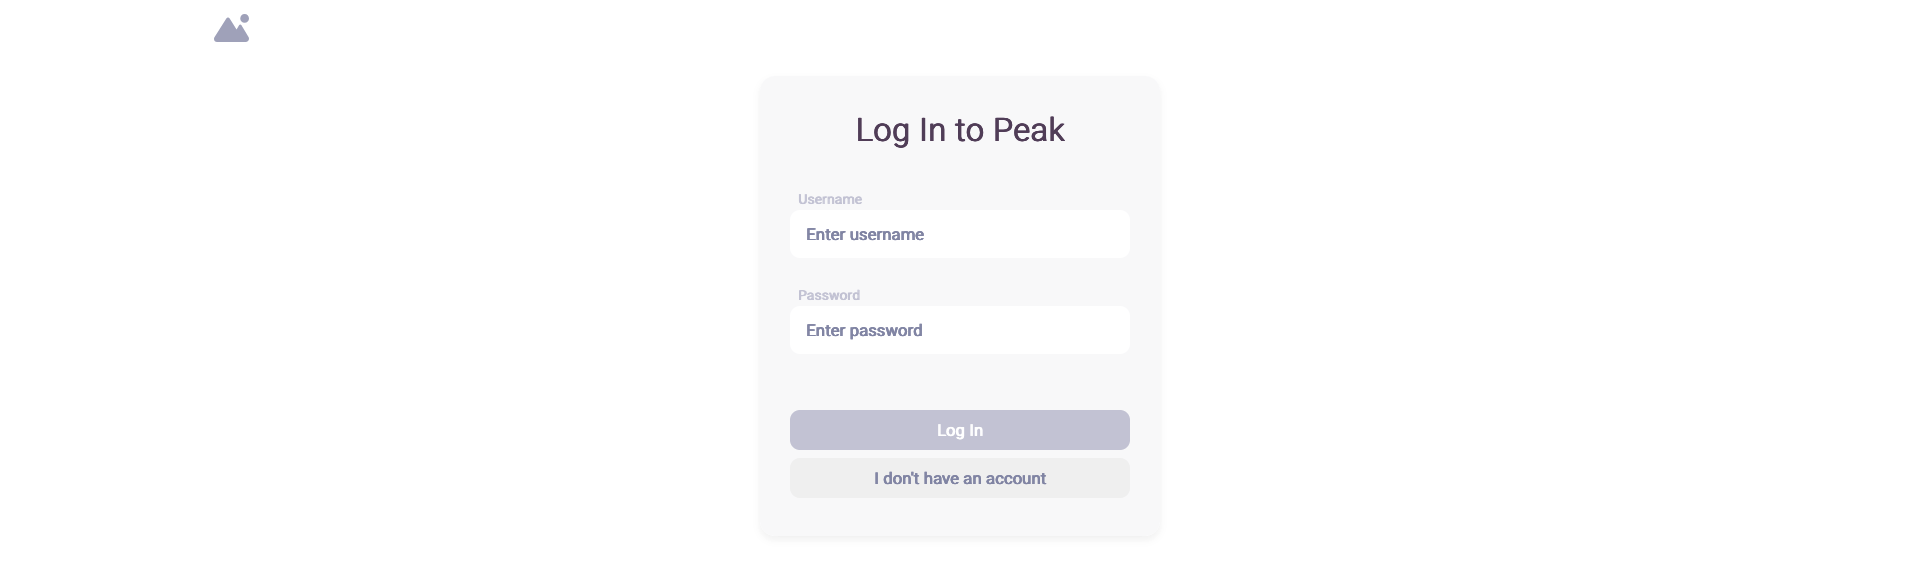 Log In to Peak
Username
Enter username
Password
Enter password
Log In
I don't have an account